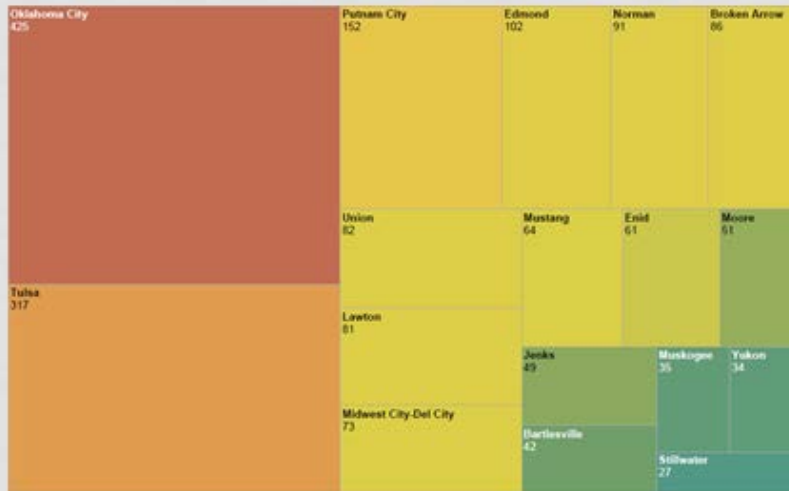 Oklahoma City
425
Putnam City
152
Edmond
102
Norman
91
Broken Arrow
86
Union
82
Mustang
64
Enid
61
Moore
51
Tulsa
317
Lawton
81
Jenks
49
Muskogee
35
Yukon
34
Midwest City-Del City
73
Bartlesville
42
Stillwater
27